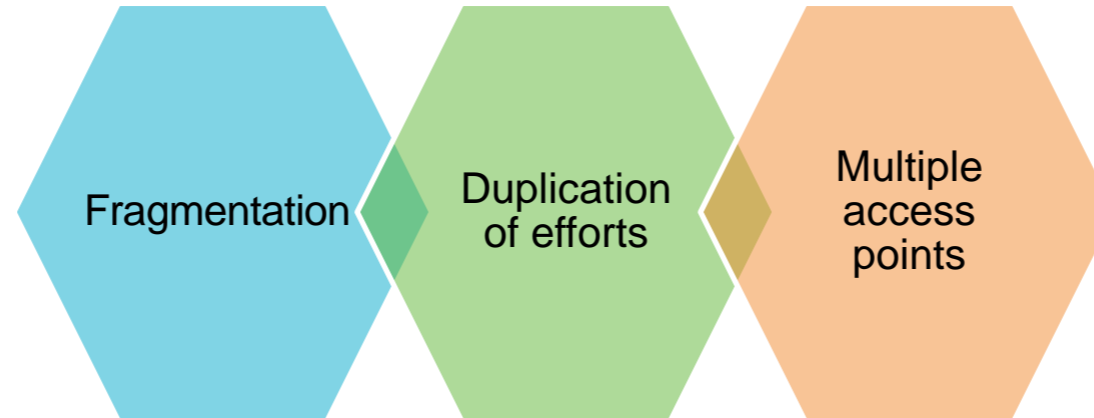 Fragmentation
Duplication
of efforts
Multiple
access
points